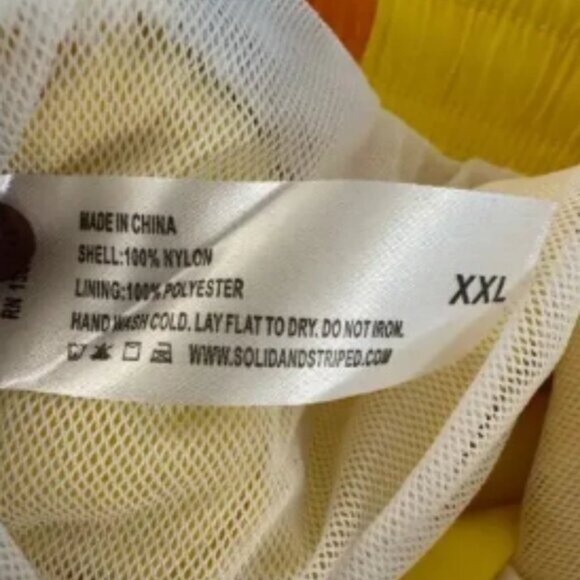 MADE IN CHINA
SHELL:100% NYLON
LINING:100% POLYESTER
XXL
HAND WASH COLD. LAY FLAT TO DRY. DO NOT IRON.
WWW.SOLIDANDSTRIPED.COM
RN